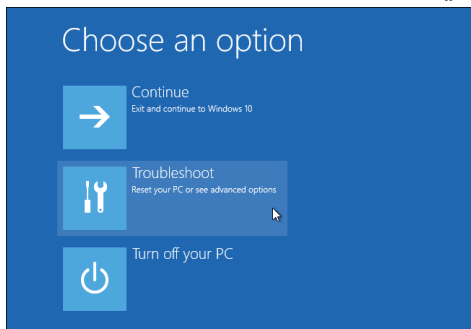 Choose an option
Continue
Exit and continue to Windows 10
Troubleshoot
Reset your PC or see advanced options
Turn off your PC